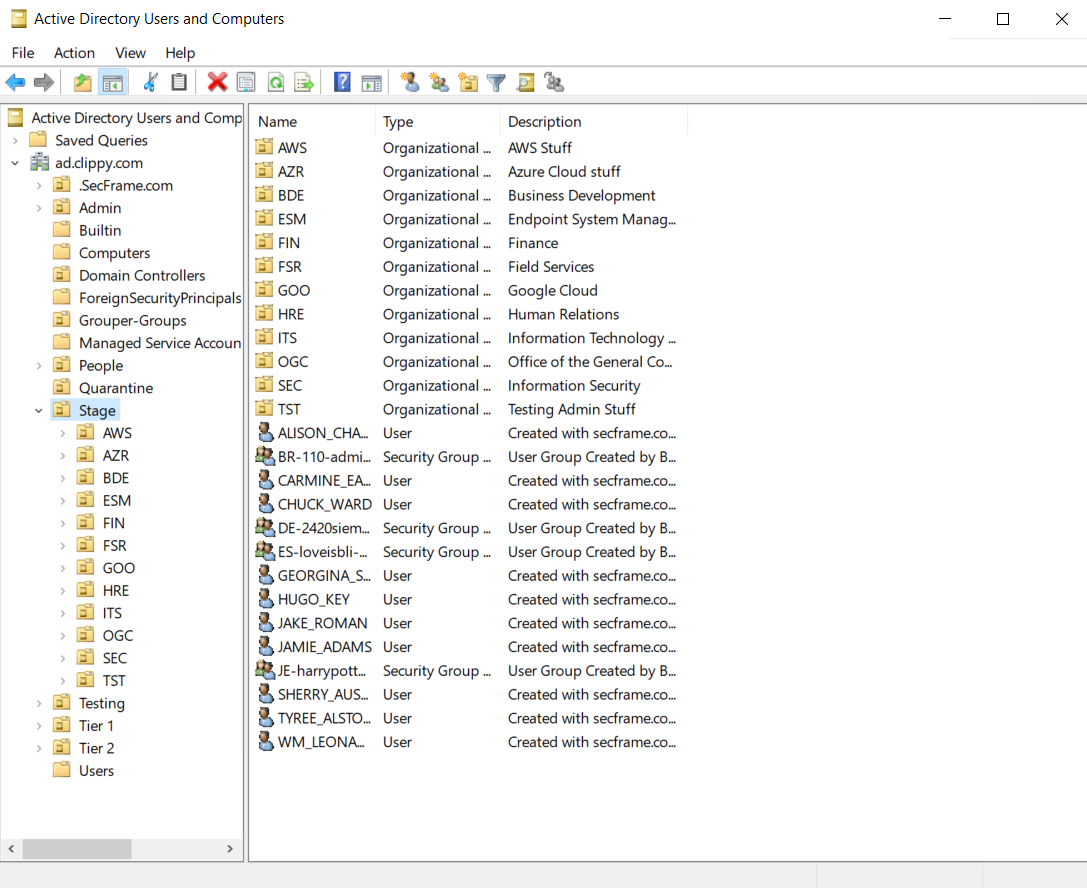 Active Directory Users and Computers
File Action View Help
Active Directory Users and Comp
Saved Queries
ad.clippy.com
.SecFrame.com
Admin
Builtin
Computers
Domain Controllers
ForeignSecurityPrincipals
Grouper-Groups
Managed Service Accoun
People
Quarantine
Stage
AWS
AZR
BDE
ESM
FIN
FSR
GOO
HRE
ITS
OGC
SEC
TST
Testing
Tier 1
Tier 2
Users
Name Type Description
AWS Organizational ... AWS Stuff
AZR Organizational ... Azure Cloud stuff
BDE Organizational ... Business Development
ESM Organizational ... Endpoint System Manag...
FIN Organizational ... Finance
FSR Organizational ... Field Services
GOO Organizational ... Google Cloud
HRE Organizational ... Human Relations
ITS Organizational ... Information Technology ...
OGC Organizational ... Office of the General Co...
SEC Organizational ... Information Security
TST Organizational ... Testing Admin Stuff
ALISON_CHA... User Created with secframe.co...
BR-110-admi... Security Group ... User Group Created by B...
CARMINE_EA... User Created with secframe.co...
CHUCK_WARD User Created with secframe.co...
DE-2420siem... Security Group ... User Group Created by B...
ES-loveisbli-... Security Group ... User Group Created by B...
GEORGINA_S... User Created with secframe.co...
HUGO_KEY User Created with secframe.co...
JAKE_ROMAN User Created with secframe.co...
JAMIE_ADAMS User Created with secframe.co...
JE-harrypott... Security Group ... User Group Created by B...
SHERRY_AUS... User Created with secframe.co...
TYREE_ALSTO... User Created with secframe.co...
WM_LEONA... User Created with secframe.co...